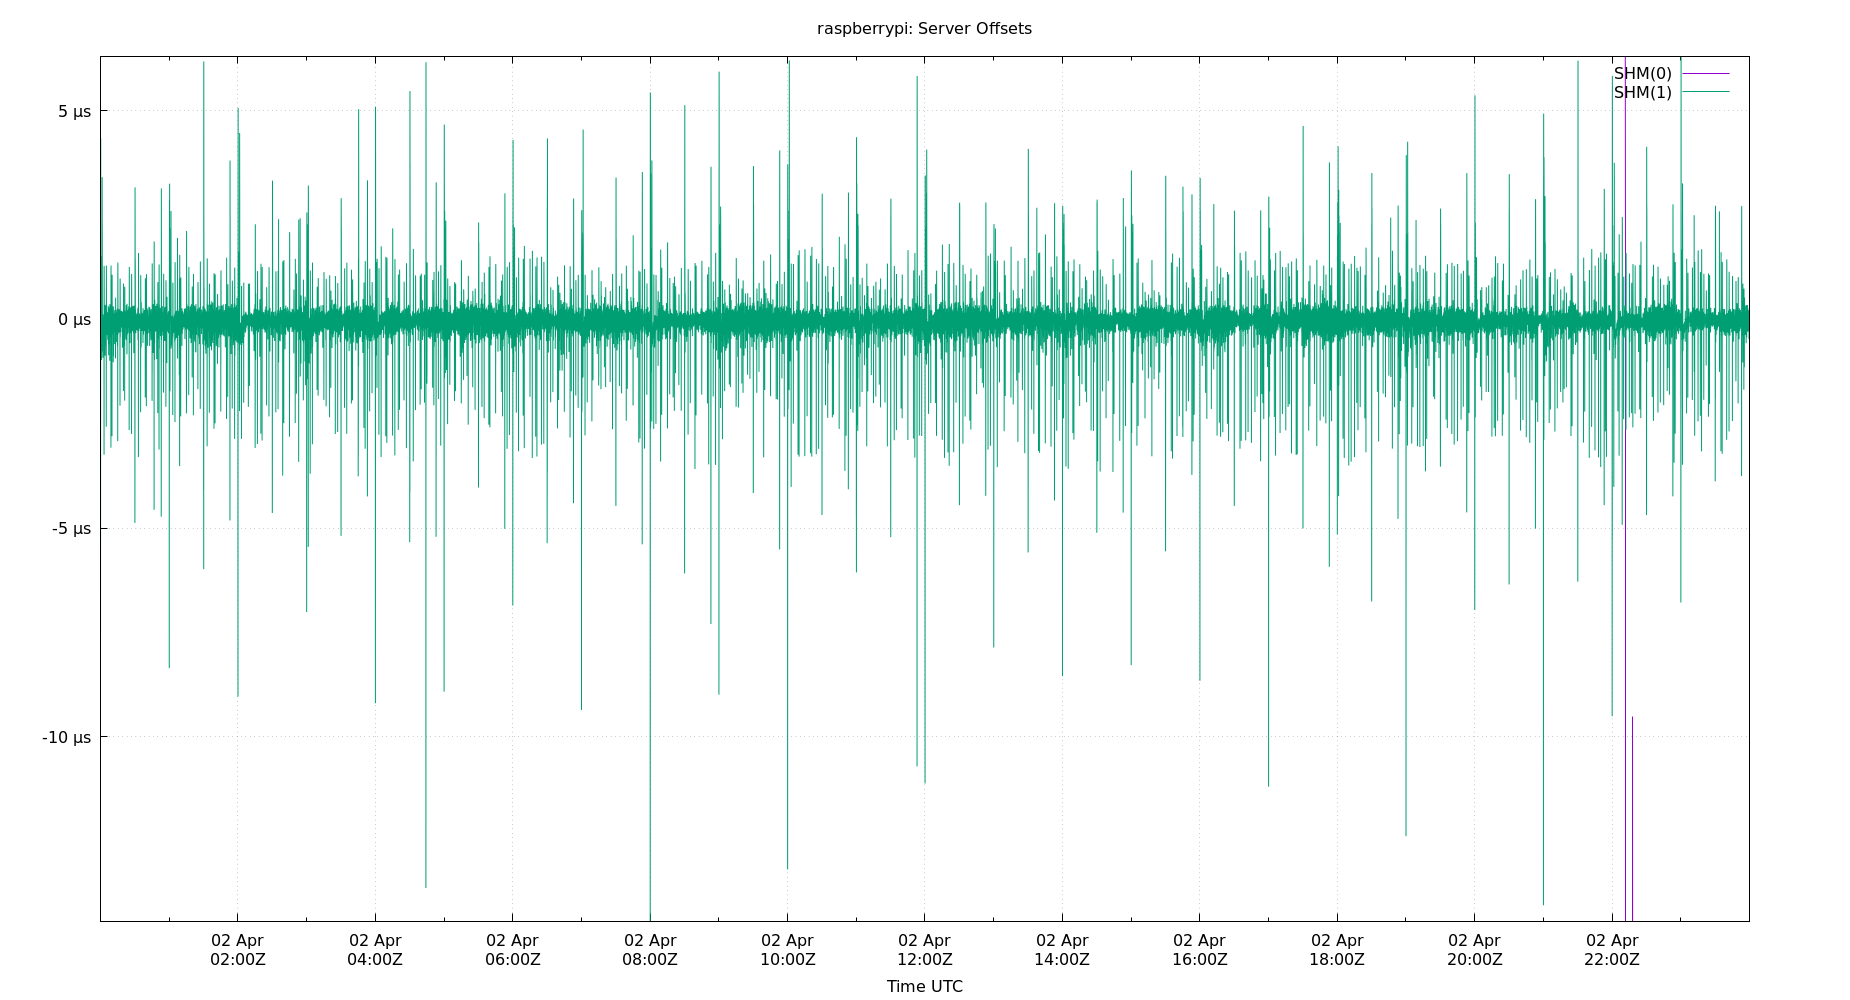 raspberrypi: Server Offsets
SHM(0)
SHM(1)
5 µs
0 µs
-5 µs
-10 µs
02 Apr 02 Apr 02 Apr 02 Apr 02 Apr 02 Apr 02 Apr 02 Apr 02 Apr 02 Apr 02 Apr
02:00Z 04:00Z 06:00Z 08:00Z 10:00Z 12:00Z 14:00Z 16:00Z 18:00Z 20:00Z 22:00Z
Time UTC